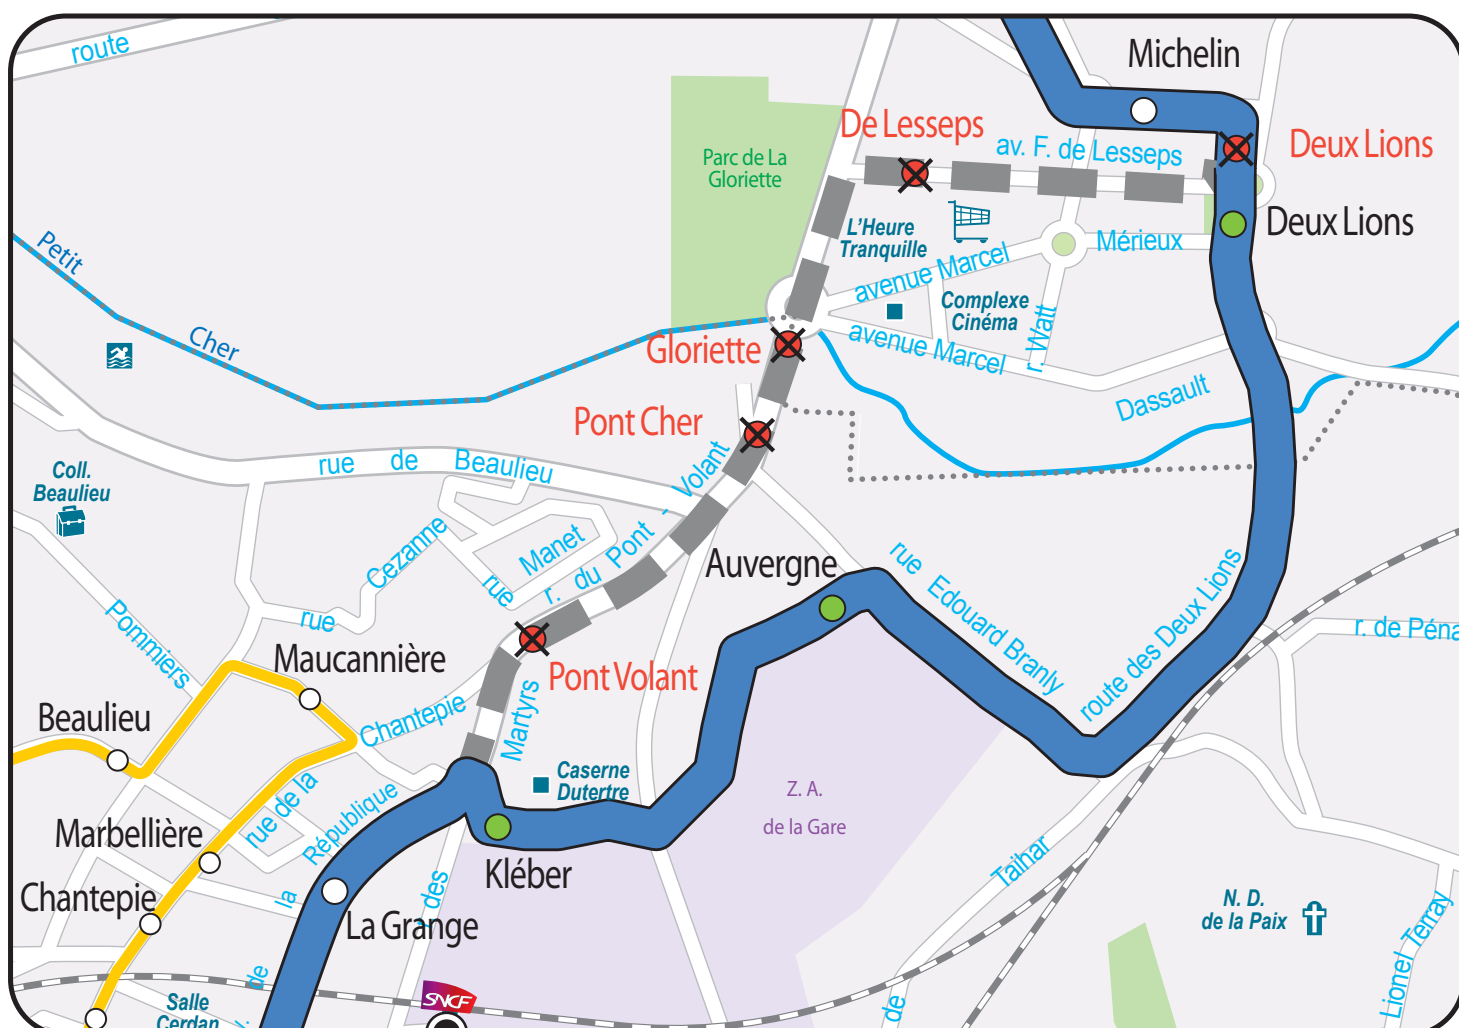 route
Michelin
De Lesseps
av. F. de Lesseps
Deux Lions
Parc de La
Gloriette
Deux Lions
L'Heure
Tranquille
Mérieux
avenue Marcel
Petit
Cher
Complexe
Cinéma
r. Watt
avenue Marcel
Gloriette
Dassault
Pont Cher
rue de Beaulieu
Coll.
Beaulieu
r. du Pont - Volant
Cezanne
rue
Manet
rue
Auvergne
rue Edouard Branly
route des Deux Lions
r. de Péna
Pommiers
Maucannière
Pont Volant
Chantepie
Martyrs
Beaulieu
Caserne
Dutertre
Z. A.
de la Gare
rue de la
République
Marbellière
Kléber
Chantepie
la
des
La Grange
Taihar
N. D.
de la Paix
Lionel Terray
de
de
SNCF
Salle
Cerdan